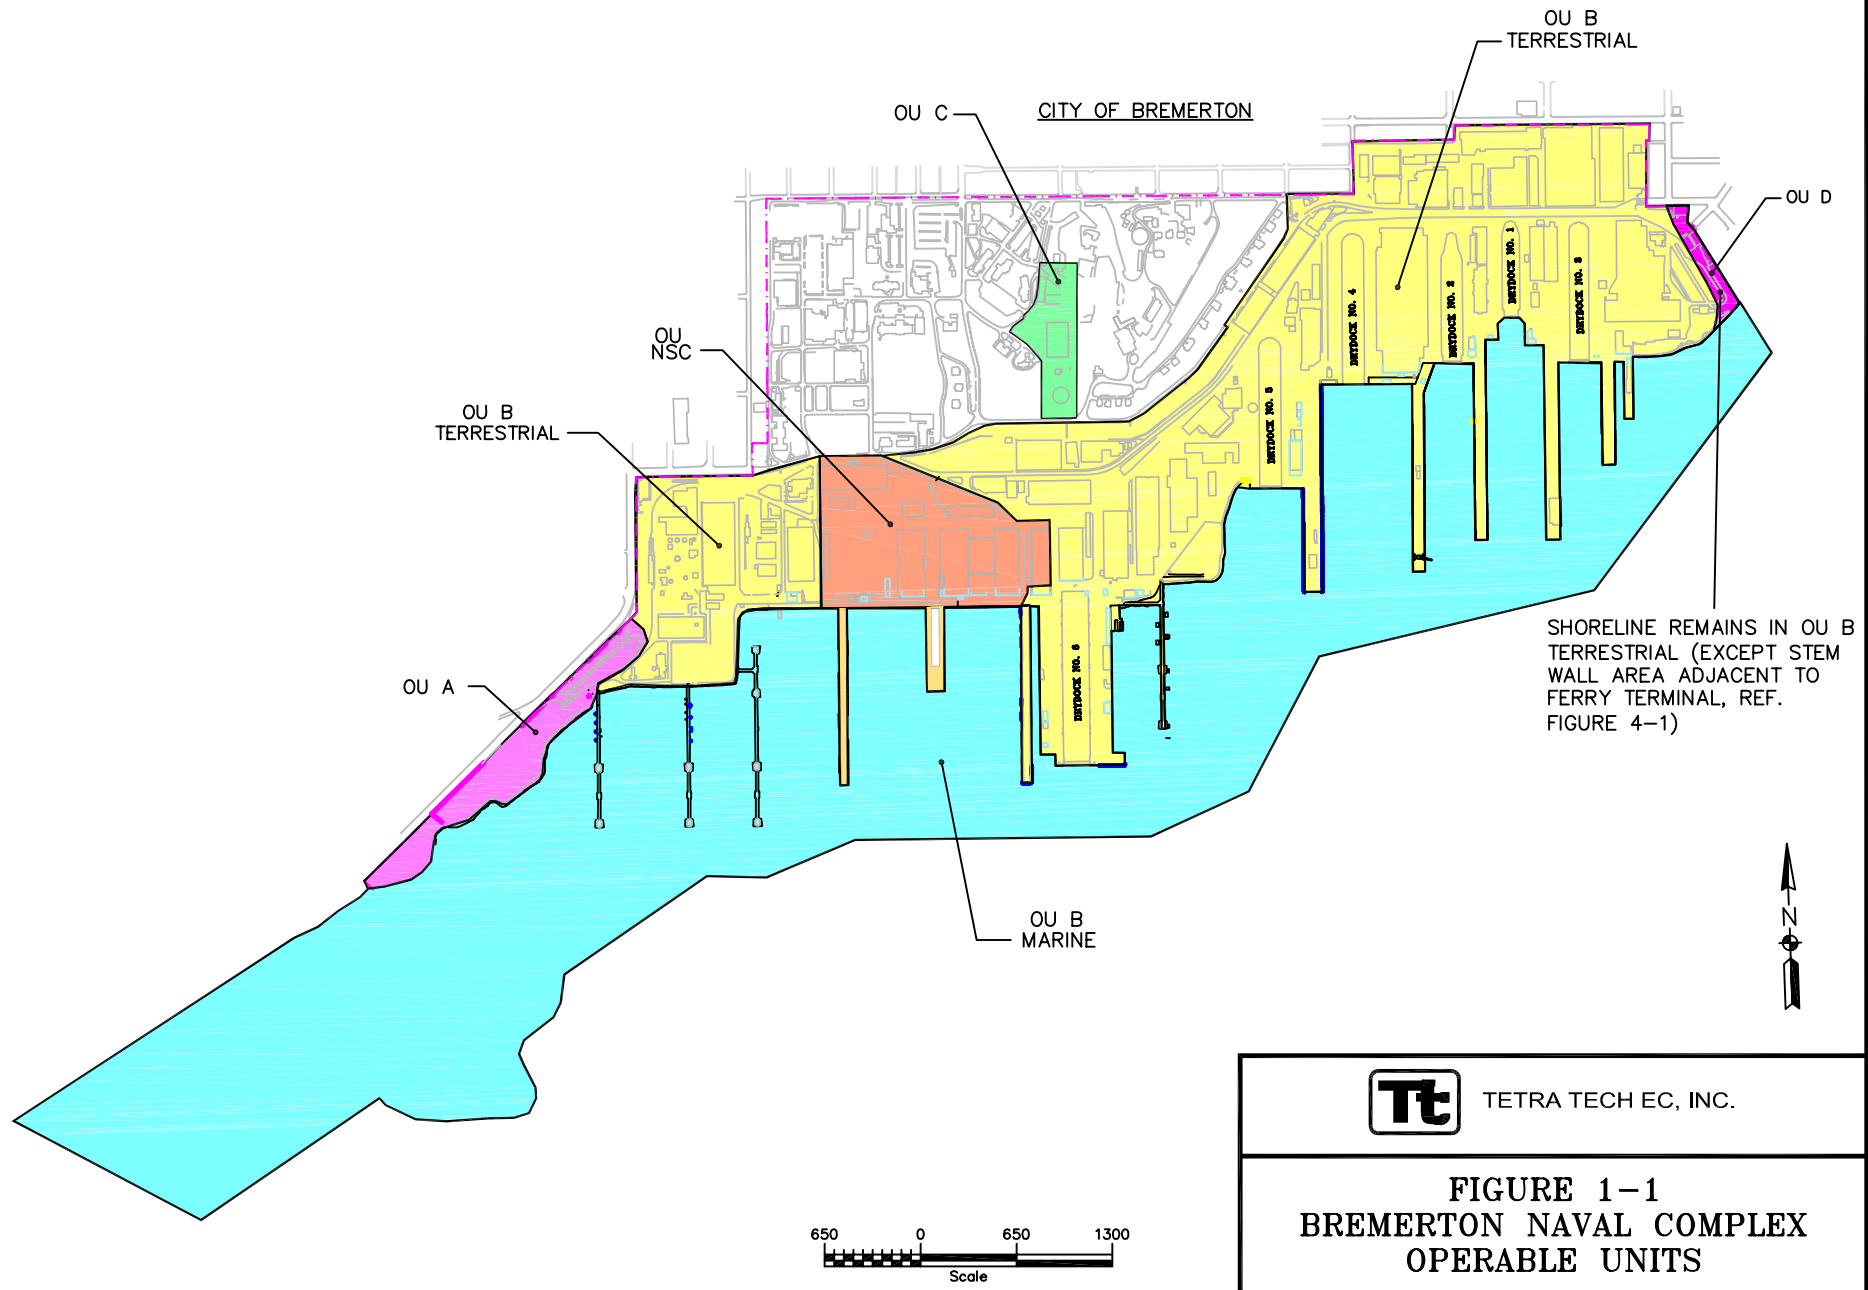 OU B
TERRESTRIAL
OU C
CITY OF BREMERTON
OU D
OU
NSC
OU B
TERRESTRIAL
DRYDOCK NO. 4
DRYDOCK NO. 2
DRYDOCK NO. 1
DRYDOCK NO. 3
DRYDOCK NO. 5
DRYDOCK NO. 6
OU A
SHORELINE REMAINS IN OU B
TERRESTRIAL (EXCEPT STEM
WALL AREA ADJACENT TO
FERRY TERMINAL, REF.
FIGURE 4-1)
OU B
MARINE
N
Tt TETRA TECH EC, INC.
FIGURE 1-1
BREMERTON NAVAL COMPLEX
OPERABLE UNITS
650 0 650 1300
Scale